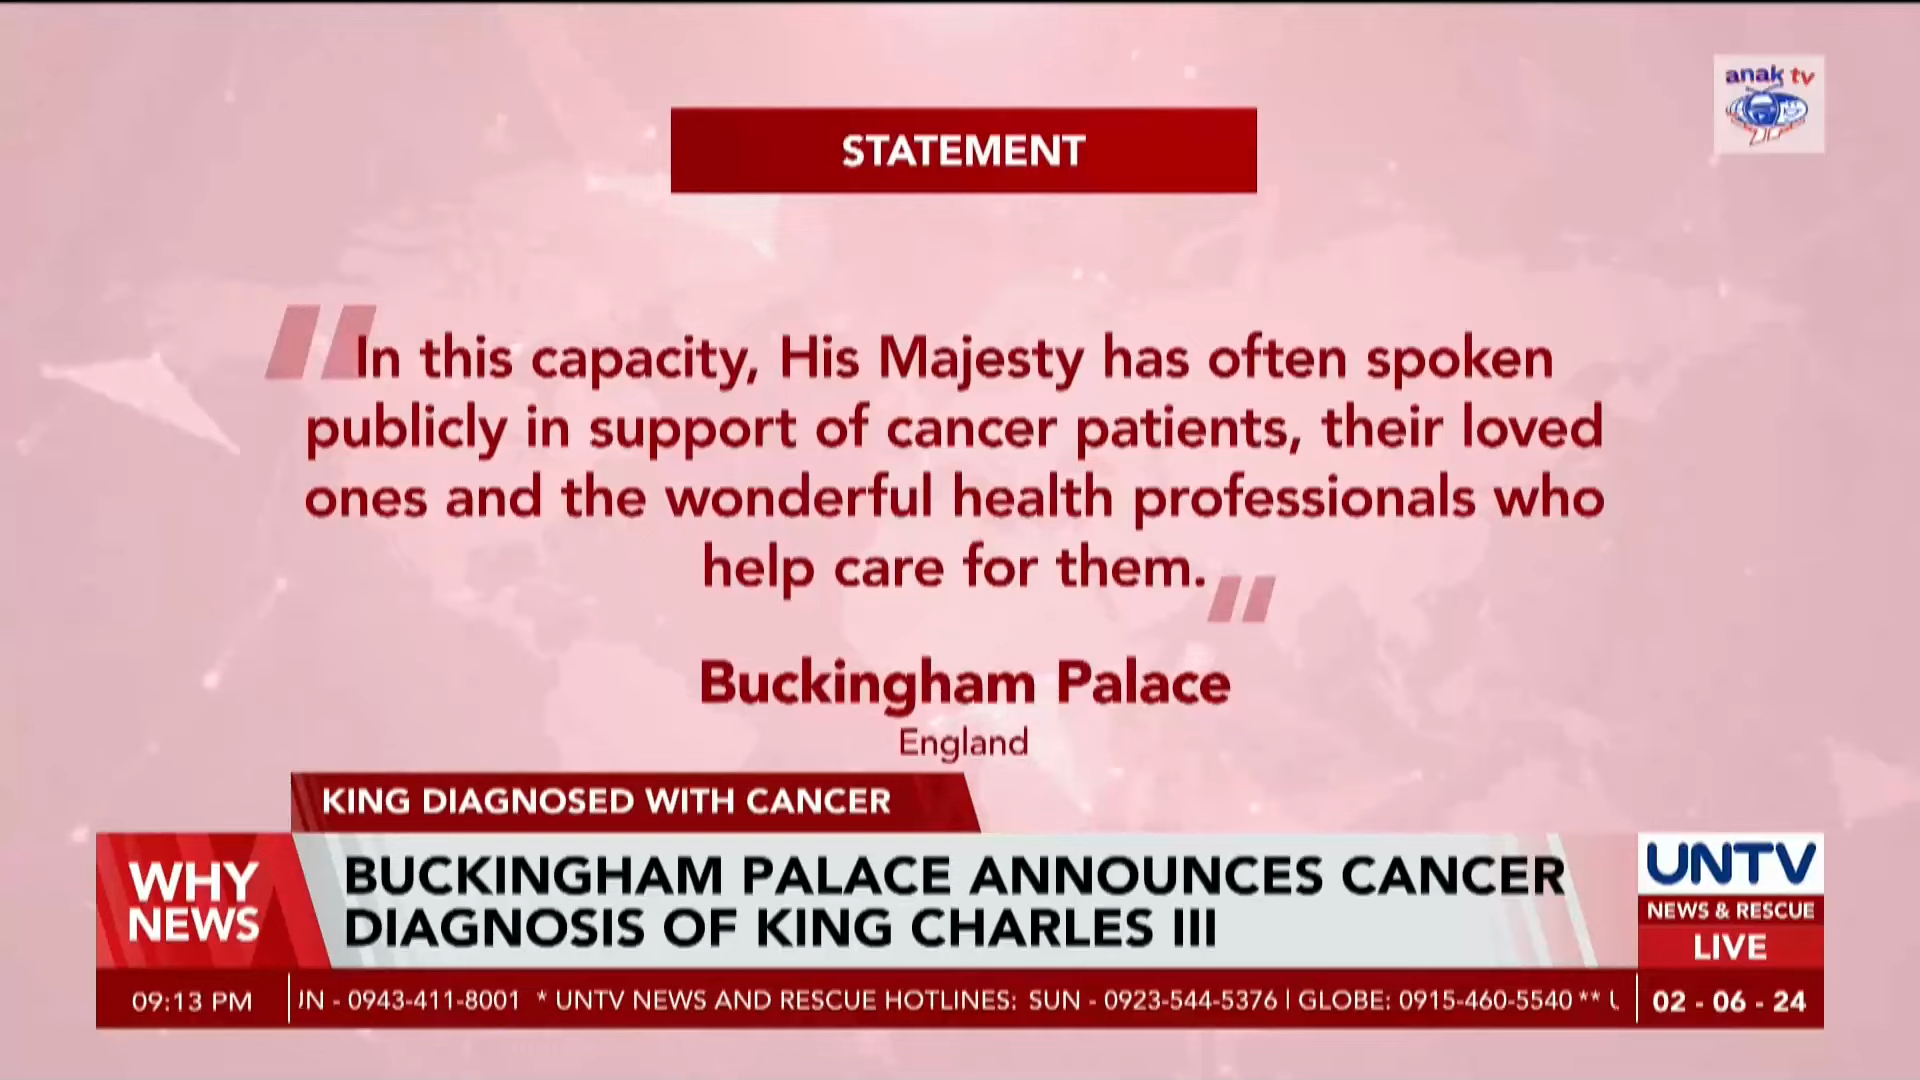 anak tv
STATEMENT
In this capacity, His Majesty has often spoken
publicly in support of cancer patients, their loved
ones and the wonderful health professionals who
help care for them.
Buckingham Palace
England
KING DIAGNOSED WITH CANCER
WHY
NEWS
BUCKINGHAM PALACE ANNOUNCES CANCER
DIAGNOSIS OF KING CHARLES III
UNTV
NEWS & RESCUE
LIVE
09:13 PM
- 0943-411-8001 * UNTV NEWS AND RESCUE HOTLINES: SUN - 0923-544-5376 | GLOBE: 0915-460-5540 **
02 - 06 - 24